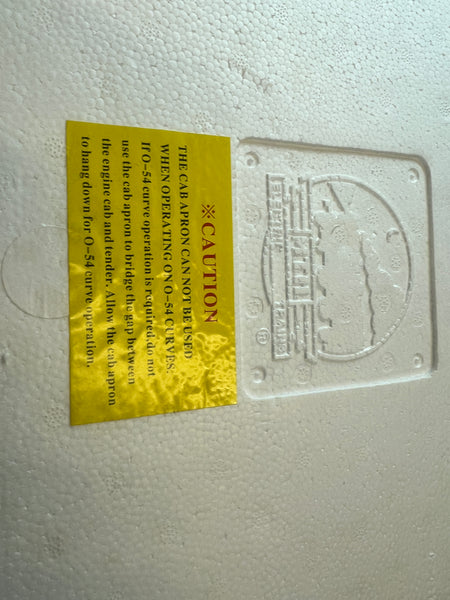 ※CAUTION
THE CAB APRON CAN NOT BE USED
WHEN OPERATING ON O-54 CURVES:
If O-54 curve operation is required,do not
use the cab apron to bridge the gap between
the engine cab and tender. Allow the cab apron
to hang down for O-54 curve operation.
ELECTRIC
TRAINS